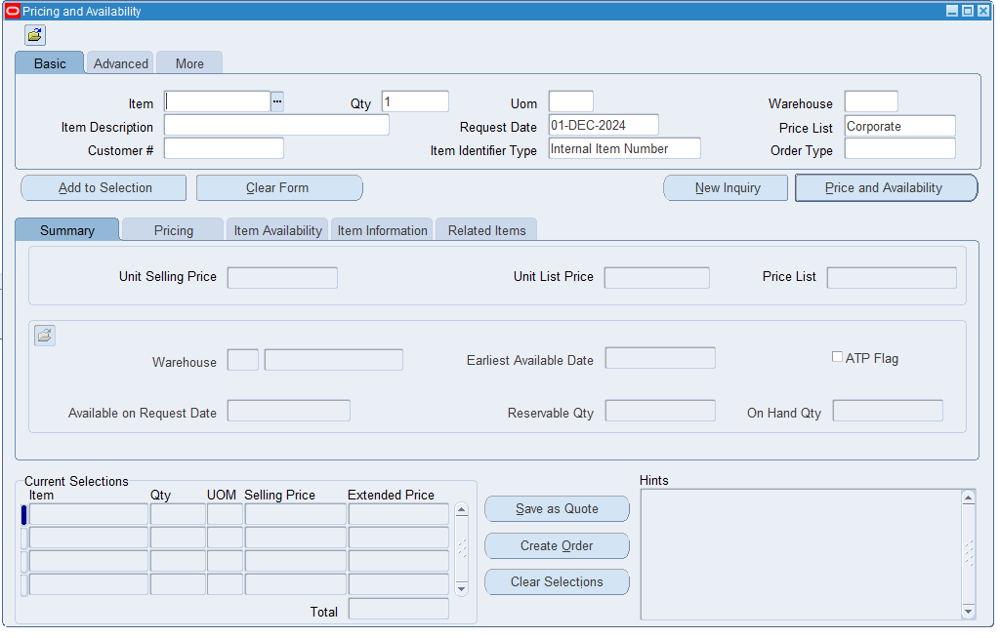 Pricing and Availability
Basic Advanced More
Item Qty 1 Uom Warehouse
Item Description Request Date 01-DEC-2024 Price List Corporate
Customer # Item Identifier Type Internal Item Number Order Type
Add to Selection Clear Form New Inquiry Price and Availability
Summary Pricing Item Availability Item Information Related Items
Unit Selling Price Unit List Price Price List
Warehouse Earliest Available Date ATP Flag
Available on Request Date Reservable Qty On Hand Qty
Current Selections Hints
Item Qty UOM Selling Price Extended Price
Save as Quote
Create Order
Clear Selections
Total